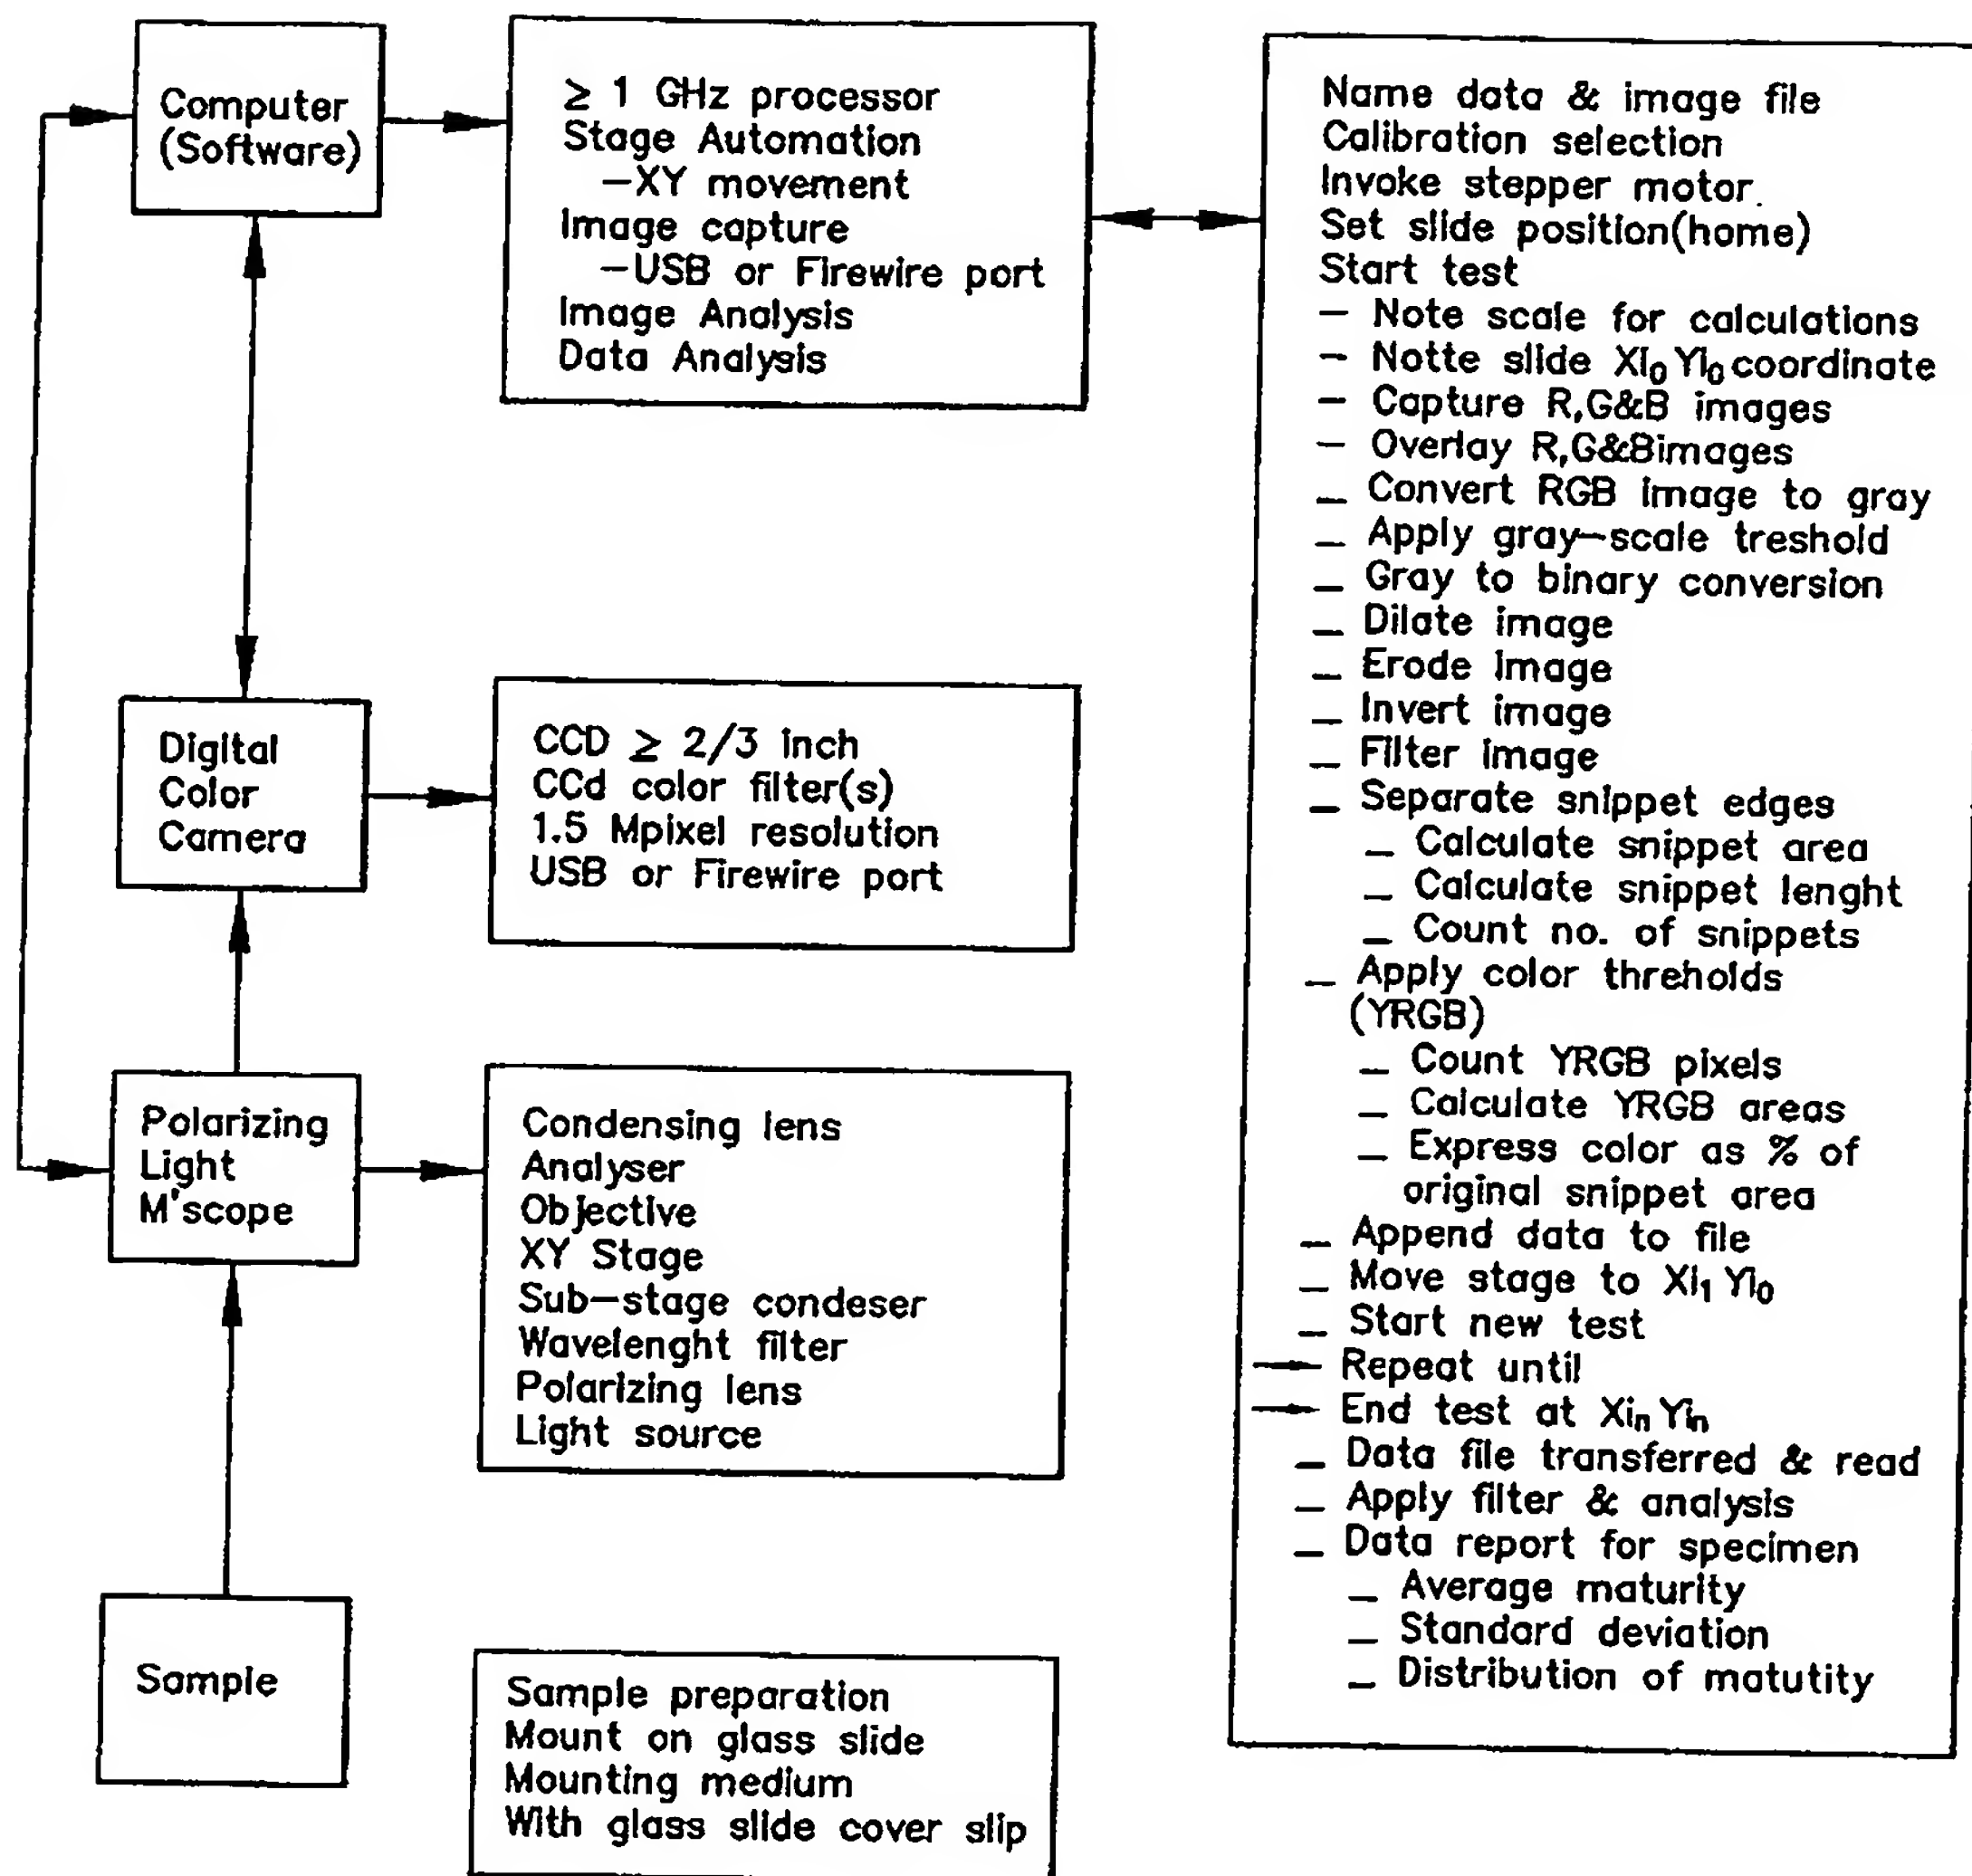 Computer
(Software)
≥ 1 GHz processor
Stage Automation
–XY movement
Image capture
–USB or Firewire port
Image Analysis
Data Analysis
Digital
Color
Camera
CCD ≥ 2/3 inch
CCd color filter(s)
1.5 Mpixel resolution
USB or Firewire port
Polarizing
Light
M'scope
Condensing lens
Analyser
Objective
XY Stage
Sub–stage condeser
Wavelenght filter
Polarizing lens
Light source
Sample
Sample preparation
Mount on glass slide
Mounting medium
With glass slide cover slip
Name data & image file
Calibration selection
Invoke stepper motor.
Set slide position(home)
Start test
– Note scale for calculations
– Notte slide Xi₀ Yi₀ coordinate
– Capture R,G&B images
– Overlay R,G&Bimages
– Convert RGB image to gray
– Apply gray–scale treshold
– Gray to binary conversion
– Dilate image
– Erode image
– Invert image
– Filter image
– Separate snippet edges
– Calculate snippet area
– Calculate snippet lenght
– Count no. of snippets
– Apply color threholds
(YRGB)
– Count YRGB pixels
– Calculate YRGB areas
– Express color as % of
original snippet area
– Append data to file
– Move stage to Xi₁ Yi₀
– Start new test
→ Repeat until
→ End test at Xiₙ Yiₙ
– Data file transferred & read
– Apply filter & analysis
– Data report for specimen
– Average maturity
– Standard deviation
– Distribution of matutity